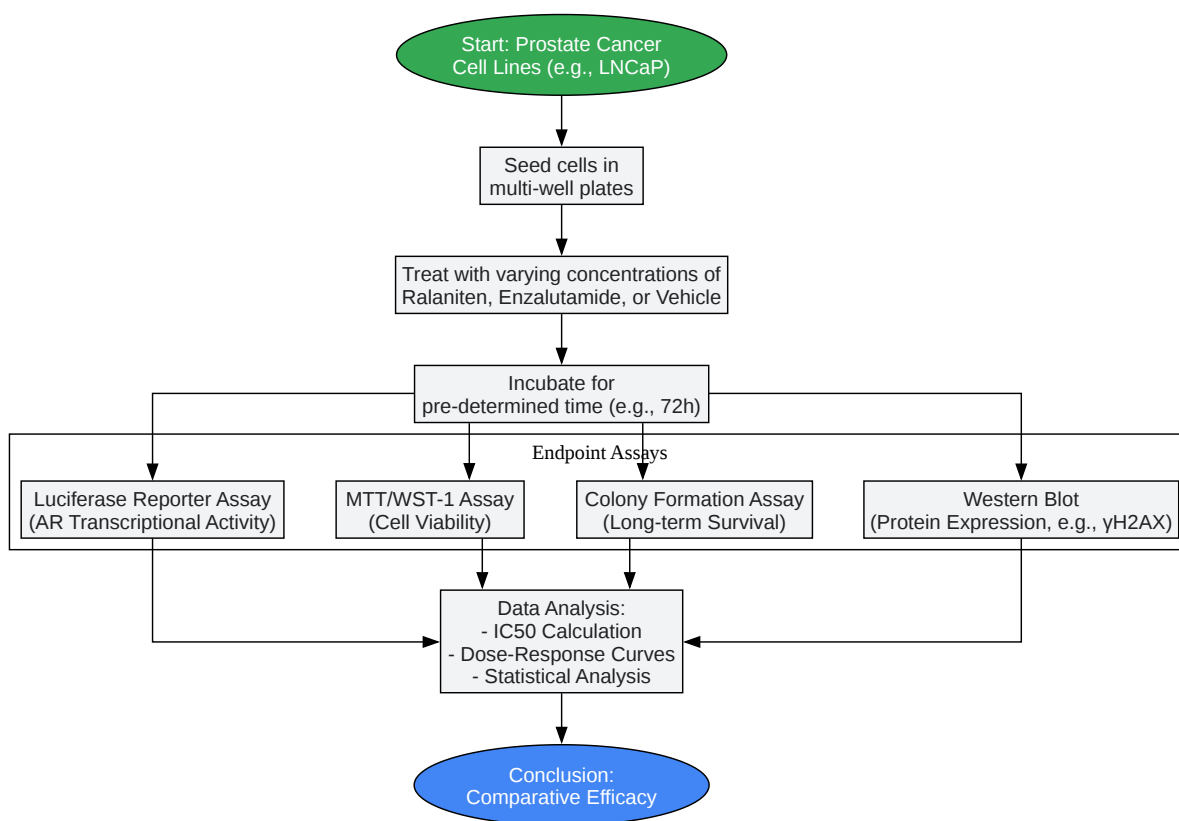 Start: Prostate Cancer
Cell Lines (e.g., LNCaP)
Seed cells in
multi-well plates
Treat with varying concentrations of
Ralaniten, Enzalutamide, or Vehicle
Incubate for
pre-determined time (e.g., 72h)
Endpoint Assays
Luciferase Reporter Assay
(AR Transcriptional Activity)
MTT/WST-1 Assay
(Cell Viability)
Colony Formation Assay
(Long-term Survival)
Western Blot
(Protein Expression, e.g., γH2AX)
Data Analysis:
- IC50 Calculation
- Dose-Response Curves
- Statistical Analysis
Conclusion:
Comparative Efficacy